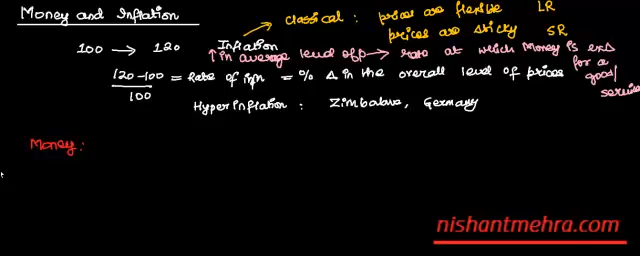 Money and Inflation
Classical : prices are flexible LR
prices are sticky SR
100 → 120 Inflation
↑ in average level of p → rate at which money is exd for a good/service
120-100 / 100 = Rate of = % Δ in the overall level of prices
Hyperinflation : Zimbabwe, Germany
Money :
nishantmehra.com